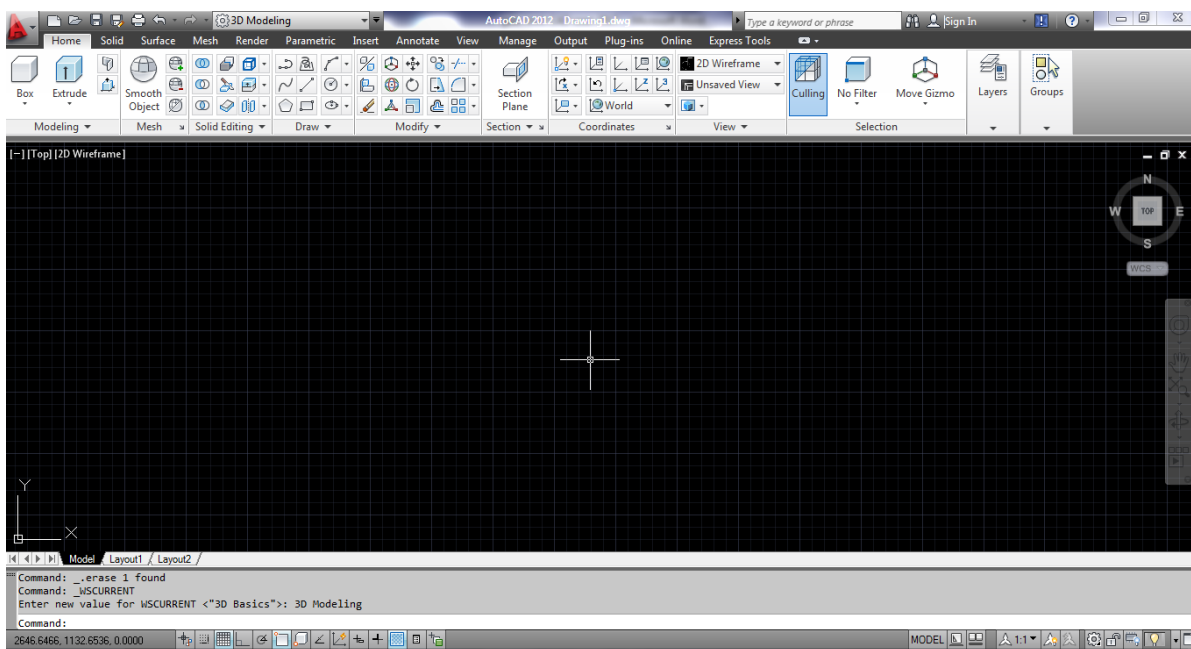 3D Modeling AutoCAD 2012 Drawing1.dwg Type a keyword or phrase Sign In
Home Solid Surface Mesh Render Parametric Insert Annotate View Manage Output Plug-ins Online Express Tools
2D Wireframe
Unsaved View
Box Extrude Smooth Object Section Plane World Culling No Filter Move Gizmo Layers Groups
Modeling Mesh Solid Editing Draw Modify Section Coordinates View Selection
[−] [Top] [2D Wireframe]
N
W TOP E
S
WCS
Y
X
Model Layout1 Layout2
Command: _.erase 1 found
Command: _WSCURRENT
Enter new value for WSCURRENT <"3D Basics">: 3D Modeling
Command:
2646.6466, 1132.6536, 0.0000 MODEL 1:1